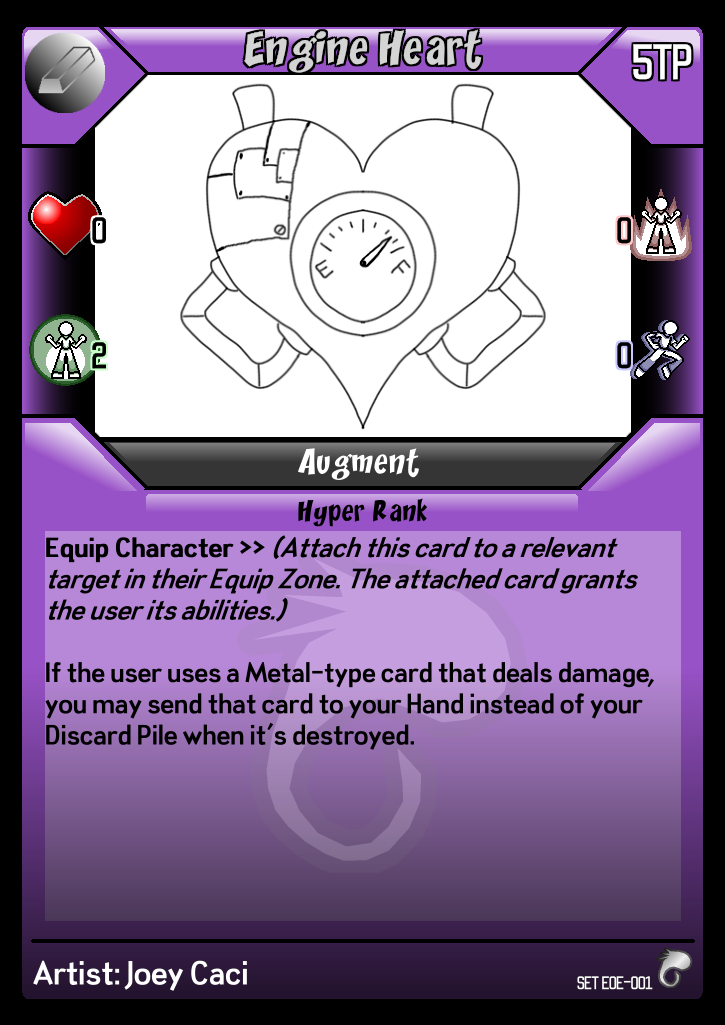 Engine Heart
5TP
0
0
2
0
E F
Augment
Hyper Rank
Equip Character >> (Attach this card to a relevant
target in their Equip Zone. The attached card grants
the user its abilities.)
If the user uses a Metal-type card that deals damage,
you may send that card to your Hand instead of your
Discard Pile when it's destroyed.
Artist: Joey Caci
SET EOE-001